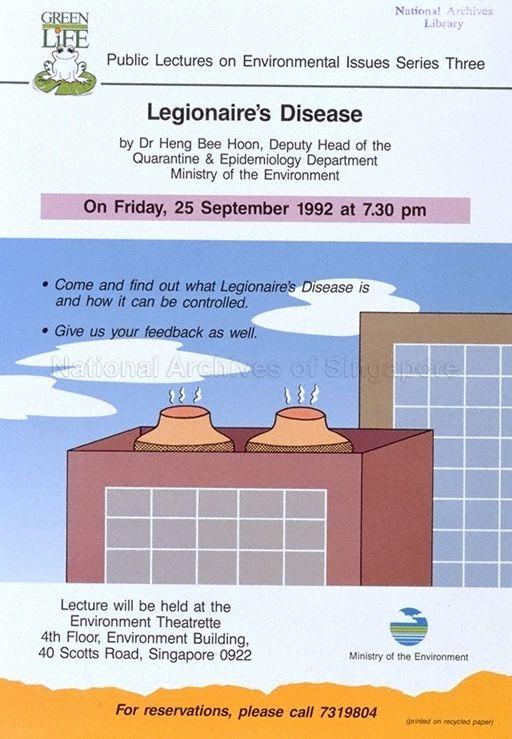 GREEN
LiFE
National Archives
Library
Public Lectures on Environmental Issues Series Three
Legionaire's Disease
by Dr Heng Bee Hoon, Deputy Head of the
Quarantine & Epidemiology Department
Ministry of the Environment
On Friday, 25 September 1992 at 7.30 pm
• Come and find out what Legionaire's Disease is
and how it can be controlled.
• Give us your feedback as well.
National Archives of Singapore
Lecture will be held at the
Environment Theatrette
4th Floor, Environment Building,
40 Scotts Road, Singapore 0922
Ministry of the Environment
For reservations, please call 7319804
(printed on recycled paper)